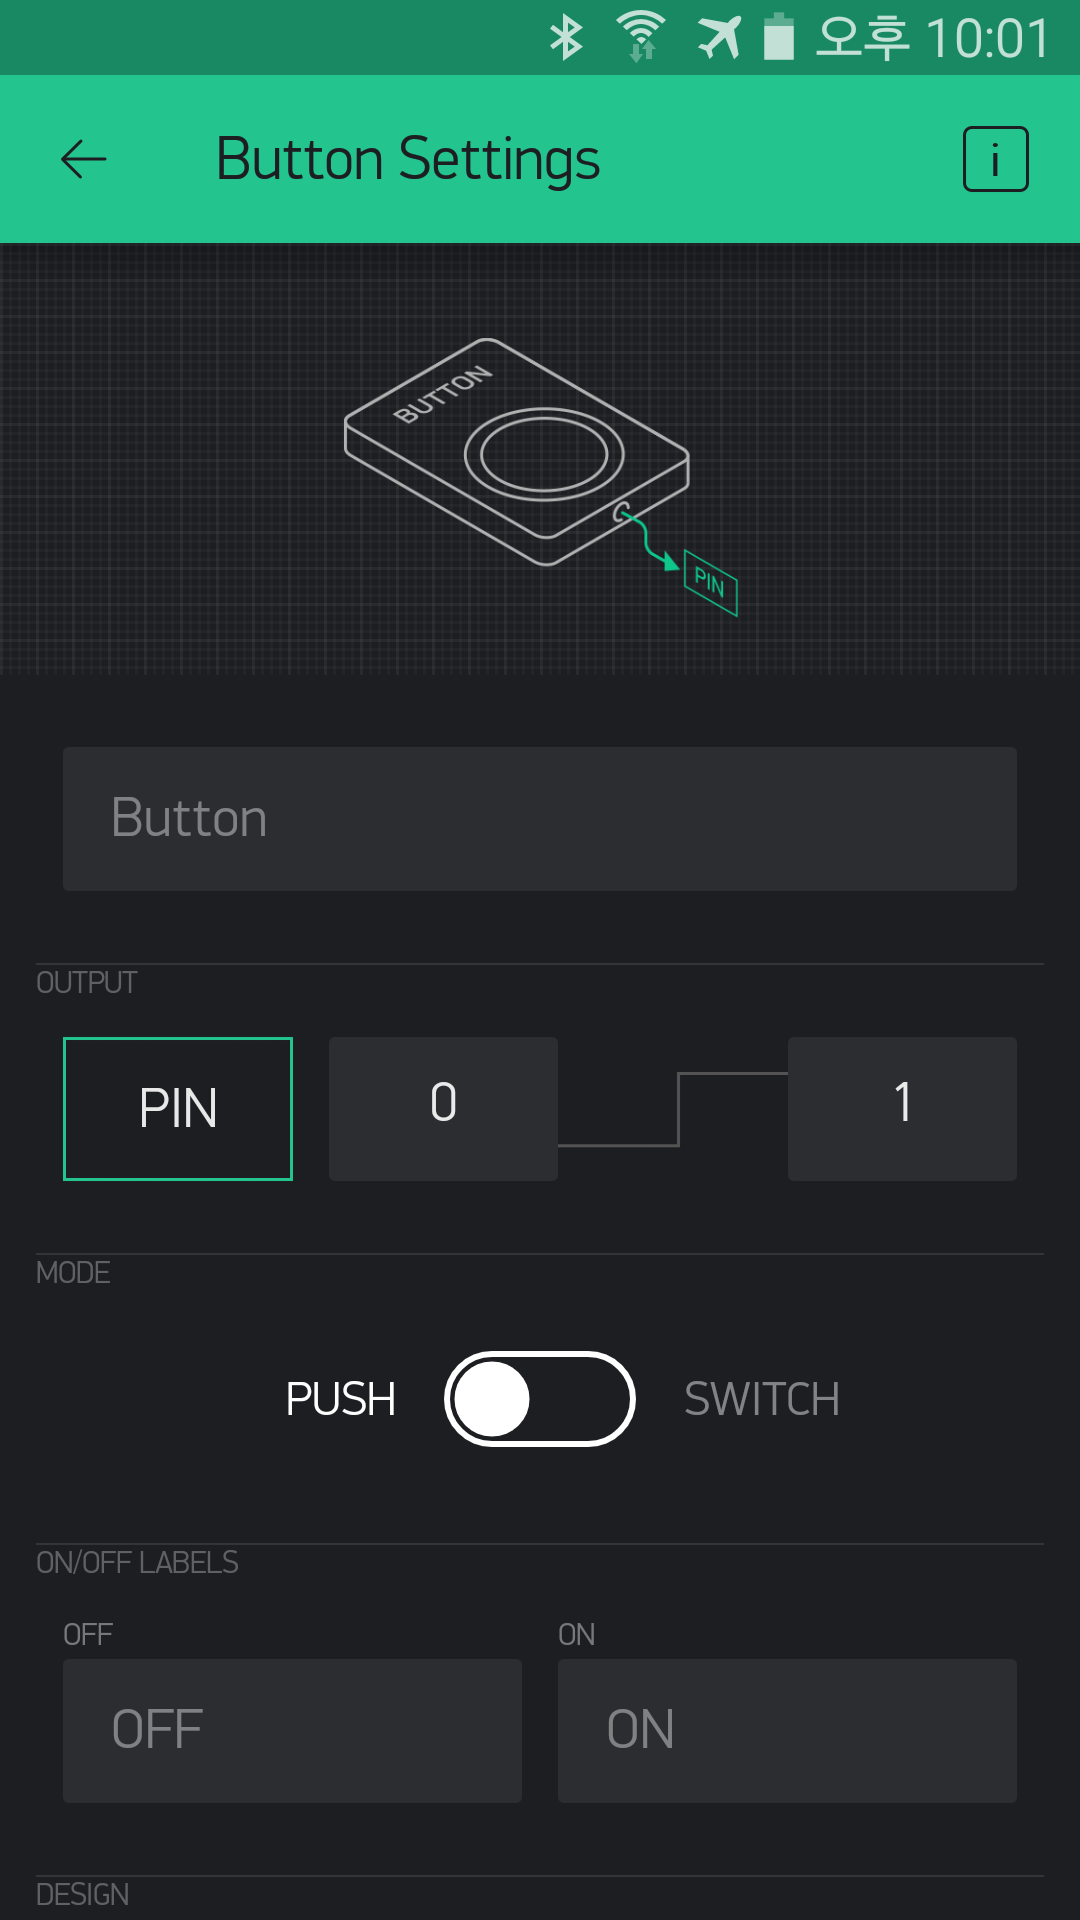 오후 10:01
Button Settings
i
BUTTON
PIN
Button
OUTPUT
PIN 0 1
MODE
PUSH SWITCH
ON/OFF LABELS
OFF ON
OFF ON
DESIGN